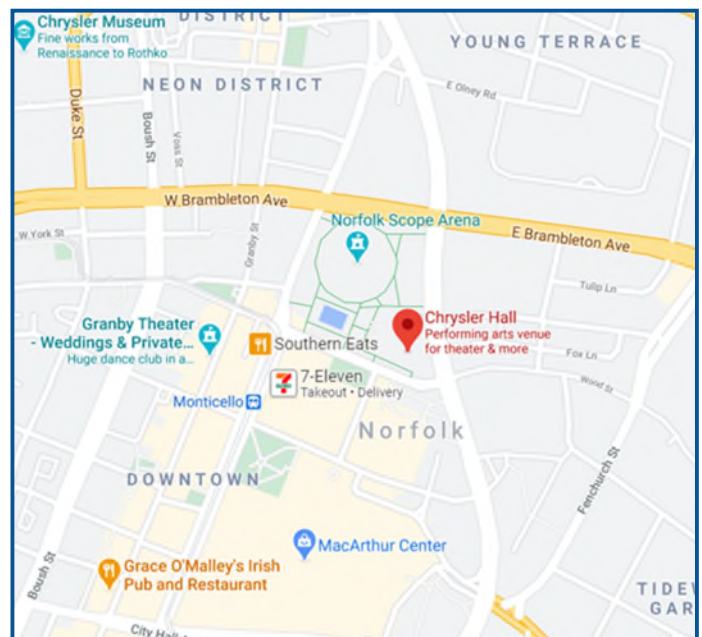 DISTRICT
Chrysler Museum
Fine works from
Renaissance to Rothko
YOUNG TERRACE
NEON DISTRICT
E Olney Rd
Duke St
Boush St
Voss St
W Brambleton Ave
Norfolk Scope Arena
E Brambleton Ave
W York St
Granby St
Tulip Ln
Granby Theater
- Weddings & Private...
Huge dance club in a...
Southern Eats
Chrysler Hall
Performing arts venue
for theater & more
Fox Ln
7-Eleven
Takeout • Delivery
Wood St
Monticello
Norfolk
DOWNTOWN
Fenchurch St
MacArthur Center
Grace O'Malley's Irish
Pub and Restaurant
Boush St
TIDEW
GAR
City Hall A